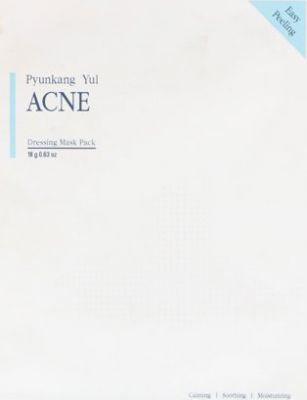 Easy
Peeling
Pyunkang Yul
ACNE
Dressing Mask Pack
18 g 0.63 oz
Calming | Soothing | Moisturizing